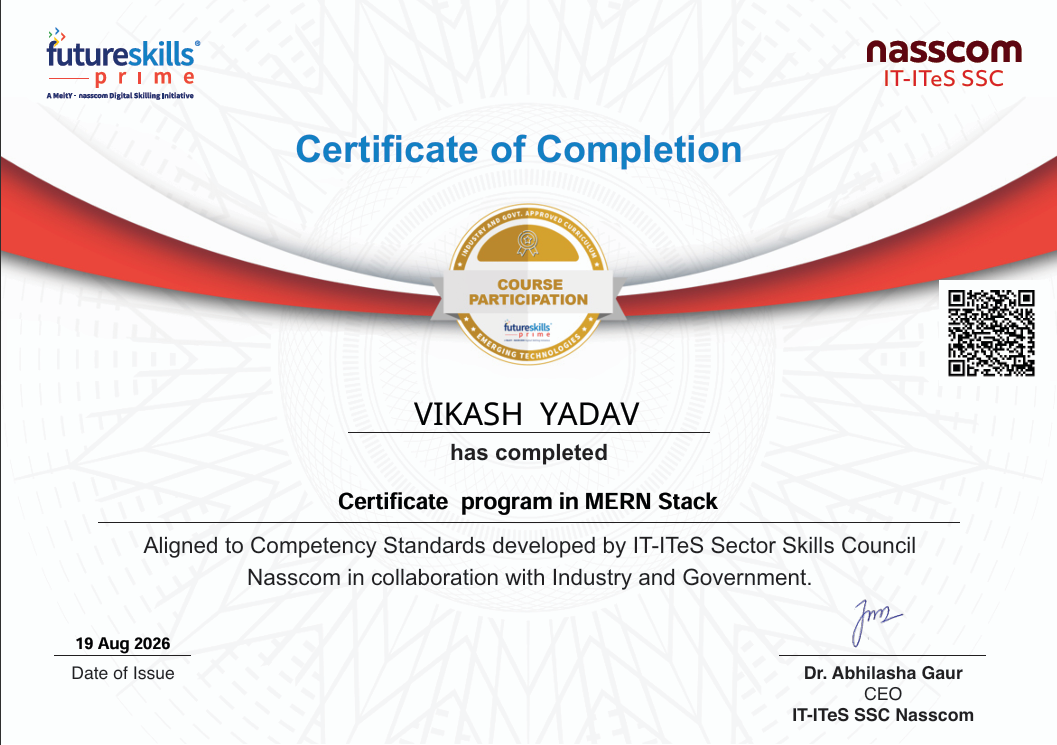 futureskills®
prime
A MeitY - nasscom Digital Skilling Initiative
nasscom
IT-ITeS SSC
Certificate of Completion
INDUSTRY AND GOVT. APPROVED CURRICULUM
COURSE
PARTICIPATION
futureskills
prime
EMERGING TECHNOLOGIES
VIKASH YADAV
has completed
Certificate program in MERN Stack
Aligned to Competency Standards developed by IT-ITeS Sector Skills Council
Nasscom in collaboration with Industry and Government.
19 Aug 2026
Date of Issue
Dr. Abhilasha Gaur
CEO
IT-ITeS SSC Nasscom